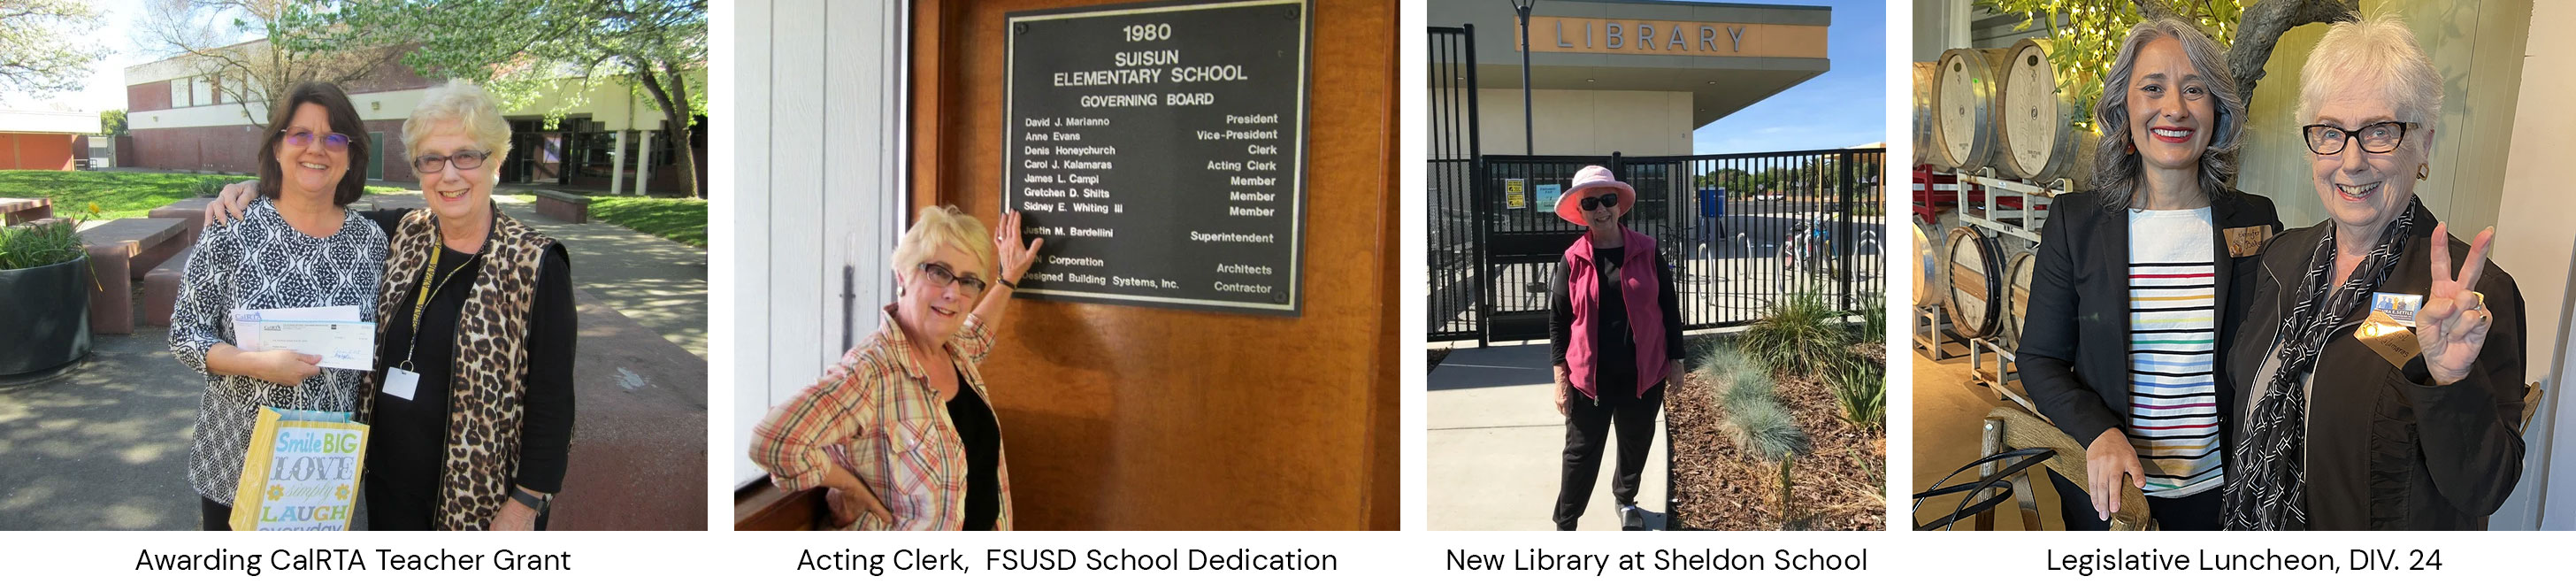 CalRTA
Smile BIG
LOVE
simply
LAUGH
everyday
Awarding CalRTA Teacher Grant
1980
SUISUN
ELEMENTARY SCHOOL
GOVERNING BOARD
David J. Marianno President
Anne Evans Vice-President
Denis Honeychurch Clerk
Carol J. Kalamaras Acting Clerk
James L. Campi Member
Gretchen D. Shilts Member
Sidney E. Whiting III Member
Justin M. Bardellini Superintendent
Corporation Architects
Designed Building Systems, Inc. Contractor
Acting Clerk, FSUSD School Dedication
LIBRARY
New Library at Sheldon School
Legislative Luncheon, DIV. 24